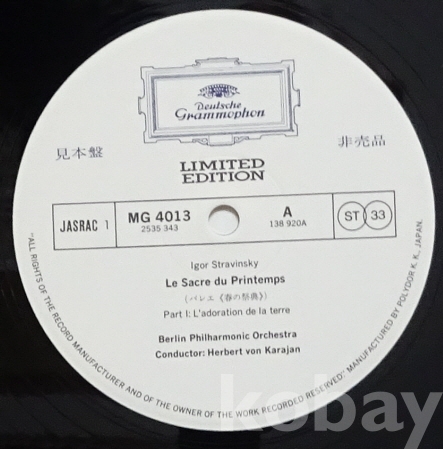 Deutsche
Grammophon
見本盤
非売品
LIMITED
EDITION
JASRAC 1
MG 4013
2535 343
A
138 920A
ST 33
Igor Stravinsky
Le Sacre du Printemps
(バレエ《春の祭典》)
Part I: L'adoration de la terre
Berlin Philharmonic Orchestra
Conductor: Herbert von Karajan
"ALL RIGHTS OF THE RECORD MANUFACTURER AND OF THE OWNER OF THE WORK RECORDED RESERVED" MANUFACTURED BY POLYDOR K. K., JAPAN.
kobay